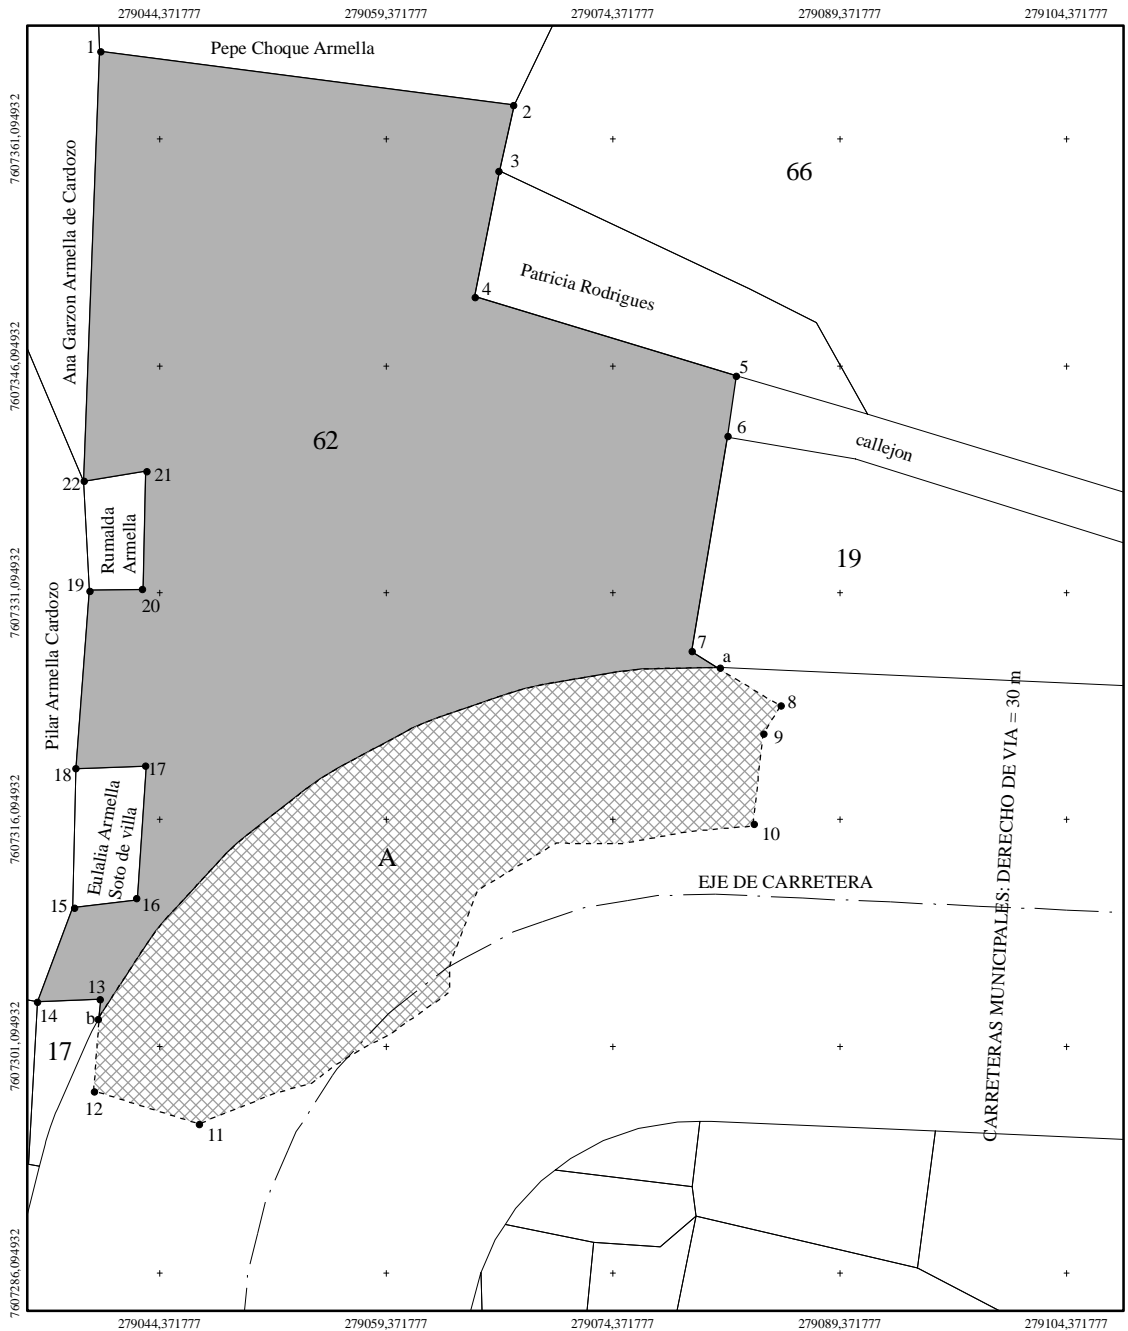 279044,371777 279059,371777 279074,371777 279089,371777 279104,371777
1
Pepe Choque Armella
2
7607361,094932
3
66
Ana Garzon Armella de Cardozo
Patricia Rodrigues
4
7607346,094932
5
6
callejon
62
22
21
Rumalda
Armella
19
19
20
7607331,094932
Pilar Armella Cardozo
7
a
8
9
CARRETERAS MUNICIPALES: DERECHO DE VIA = 30 m
18
17
Eulalia Armella
Soto de villa
7607316,094932
10
A
EJE DE CARRETERA
15
16
13
14
b
17
7607301,094932
12
11
7607286,094932
279044,371777 279059,371777 279074,371777 279089,371777 279104,371777